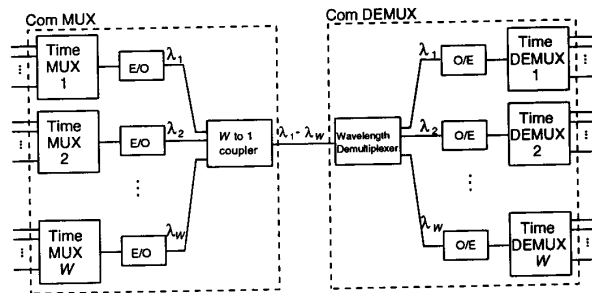 Com MUX
Time MUX 1
E/O
λ1
Time MUX 2
E/O
λ2
W to 1 coupler
⋮
Time MUX W
E/O
λW
λ1 - λW
Com DEMUX
Wavelength Demultiplexer
λ1
O/E
Time DEMUX 1
λ2
O/E
Time DEMUX 2
⋮
λW
O/E
Time DEMUX W